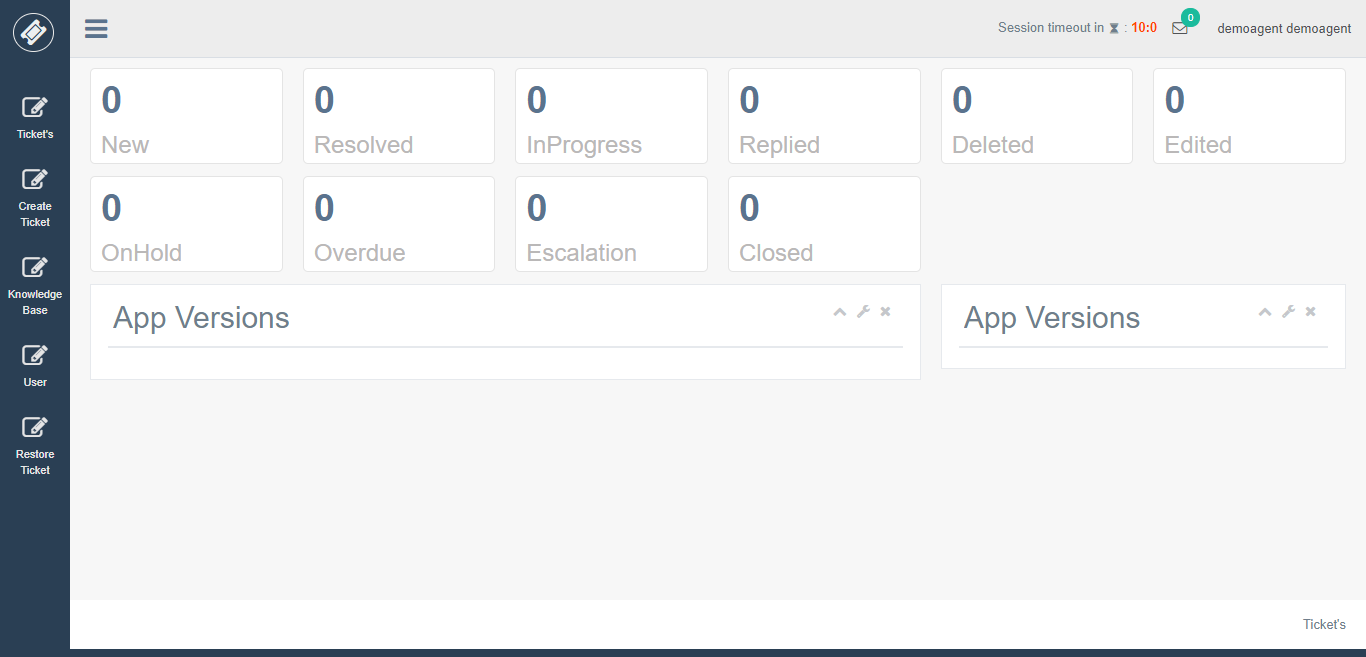 Session timeout in : 10:0
0
demoagent demoagent
Ticket's
Create
Ticket
Knowledge
Base
User
Restore
Ticket
0
New
0
Resolved
0
InProgress
0
Replied
0
Deleted
0
Edited
0
OnHold
0
Overdue
0
Escalation
0
Closed
App Versions
App Versions
Ticket's